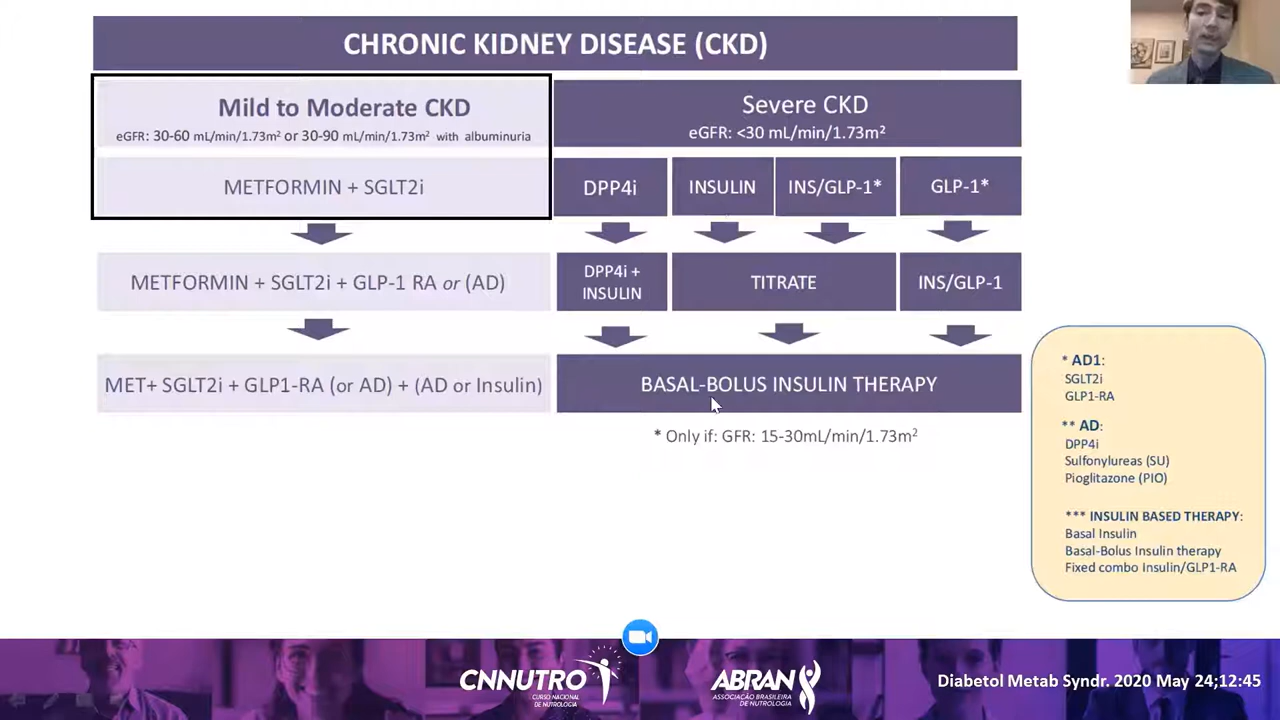 CHRONIC KIDNEY DISEASE (CKD)
Mild to Moderate CKD
eGFR: 30-60 mL/min/1.73m² or 30-90 mL/min/1.73m² with albuminuria
METFORMIN + SGLT2i
METFORMIN + SGLT2i + GLP-1 RA or (AD)
MET+ SGLT2i + GLP1-RA (or AD) + (AD or Insulin)
Severe CKD
eGFR: <30 mL/min/1.73m²
DPP4i
INSULIN
INS/GLP-1*
GLP-1*
DPP4i +
INSULIN
TITRATE
INS/GLP-1
BASAL-BOLUS INSULIN THERAPY
* Only if: GFR: 15-30mL/min/1.73m²
* AD1:
SGLT2i
GLP1-RA
** AD:
DPP4i
Sulfonylureas (SU)
Pioglitazone (PIO)
*** INSULIN BASED THERAPY:
Basal Insulin
Basal-Bolus Insulin therapy
Fixed combo Insulin/GLP1-RA
CNNUTRO
CURSO NACIONAL
DE NUTROLOGIA
ABRAN
ASSOCIAÇÃO BRASILEIRA
DE NUTROLOGIA
Diabetol Metab Syndr. 2020 May 24;12:45